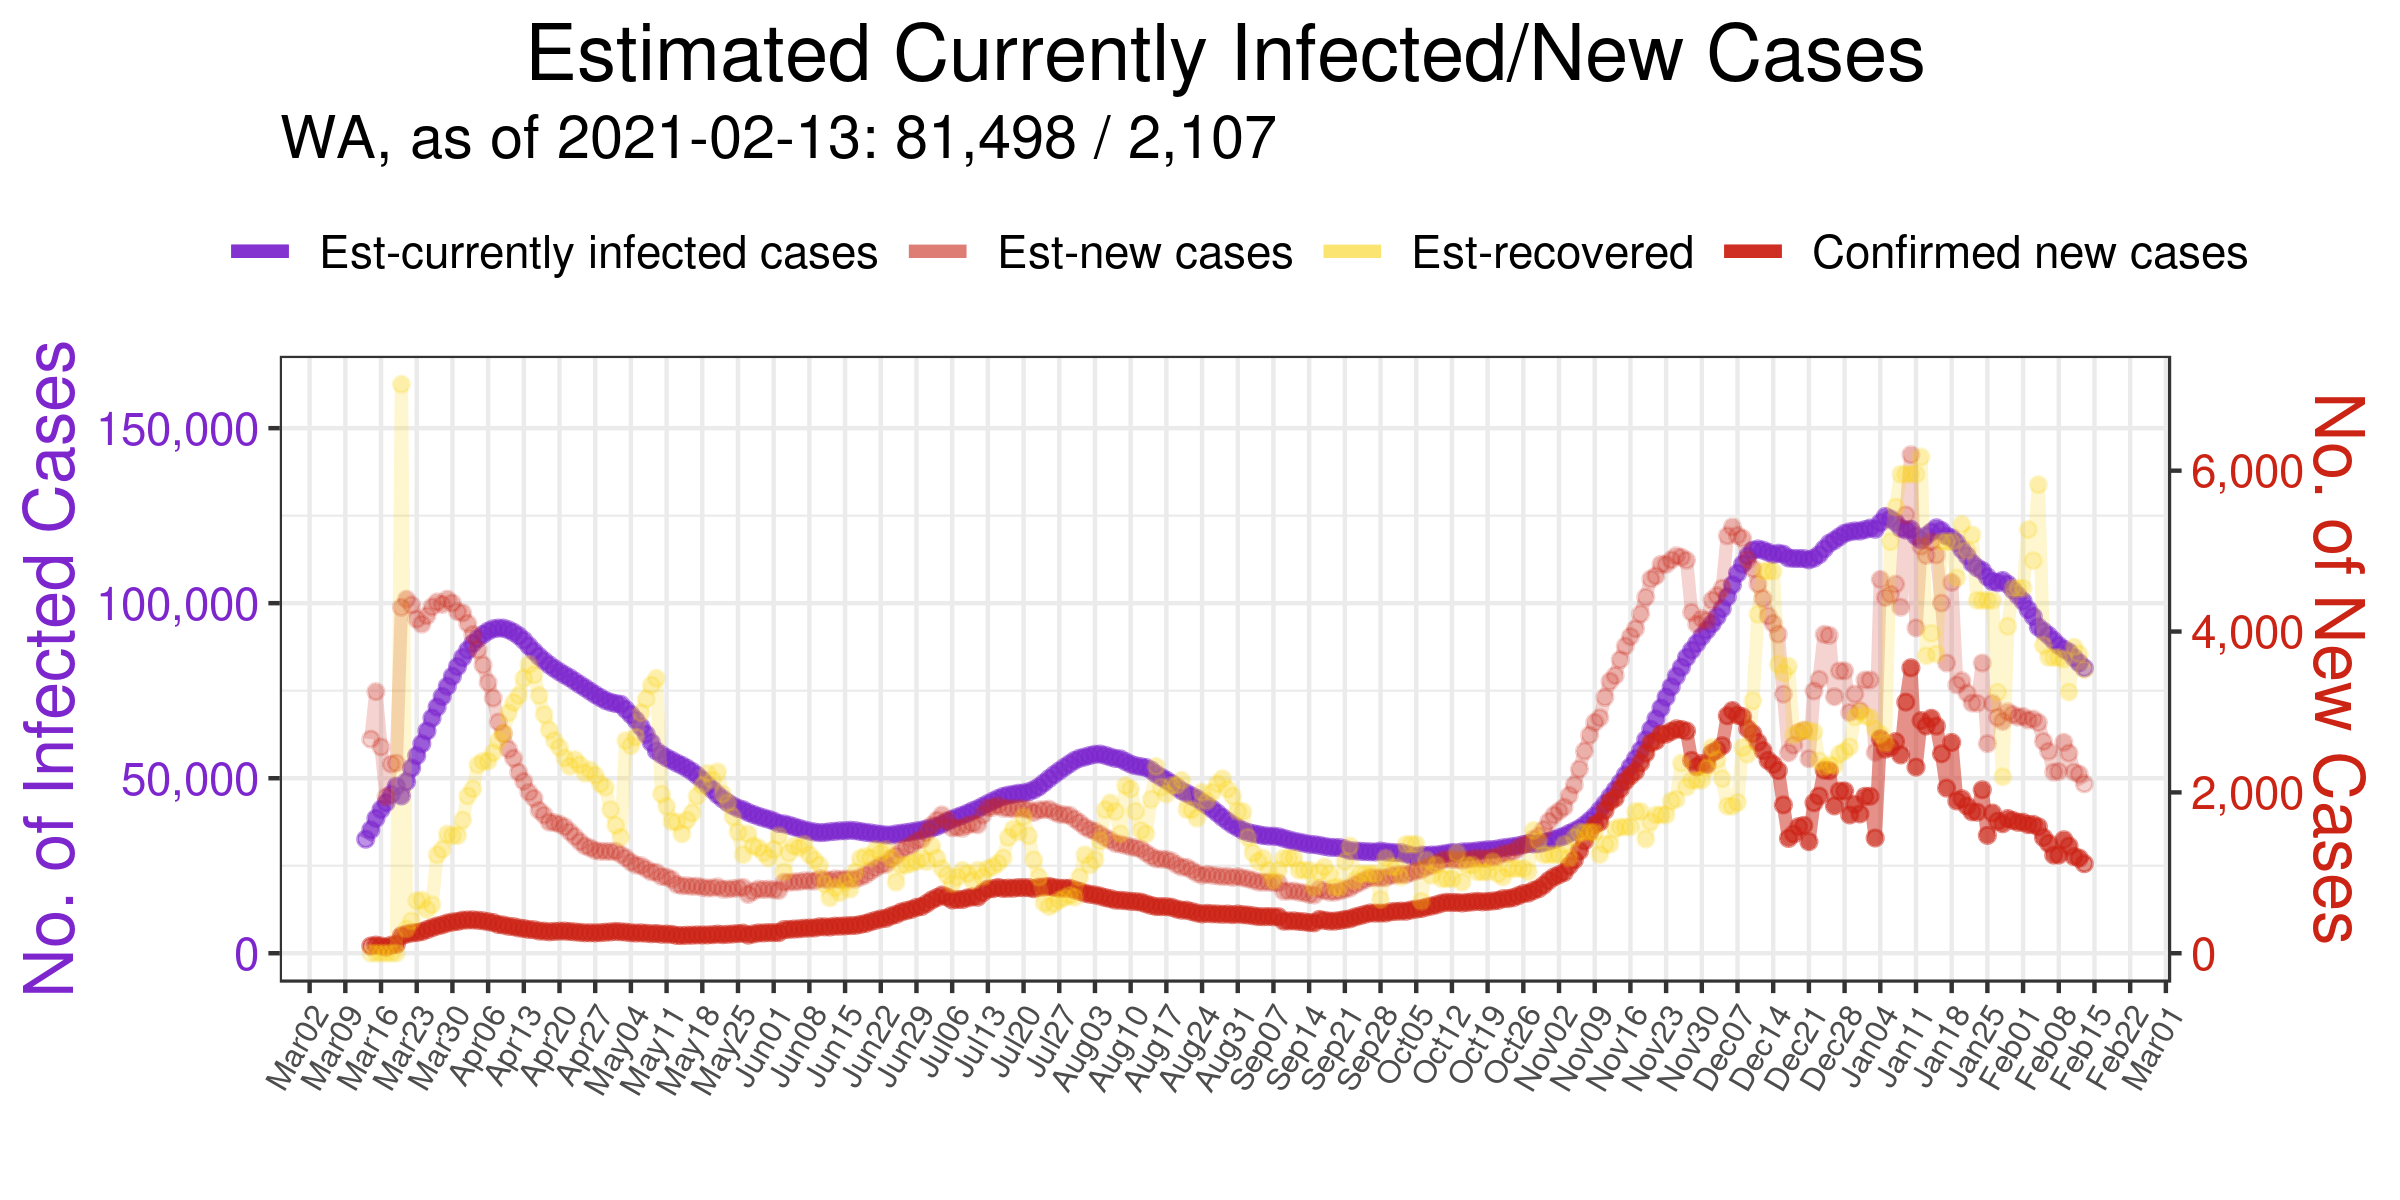 Estimated Currently Infected/New Cases
WA, as of 2021-02-13: 81,498 / 2,107
Est-currently infected cases Est-new cases Est-recovered Confirmed new cases
No. of Infected Cases
150,000
100,000
50,000
0
6,000
4,000
2,000
0
No. of New Cases
Mar02 Mar09 Mar16 Mar23 Mar30 Apr06 Apr13 Apr20 Apr27 May04 May11 May18 May25 Jun01 Jun08 Jun15 Jun22 Jun29 Jul06 Jul13 Jul20 Jul27 Aug03 Aug10 Aug17 Aug24 Aug31 Sep07 Sep14 Sep21 Sep28 Oct05 Oct12 Oct19 Oct26 Nov02 Nov09 Nov16 Nov23 Nov30 Dec07 Dec14 Dec21 Dec28 Jan04 Jan11 Jan18 Jan25 Feb01 Feb08 Feb15 Feb22 Mar01